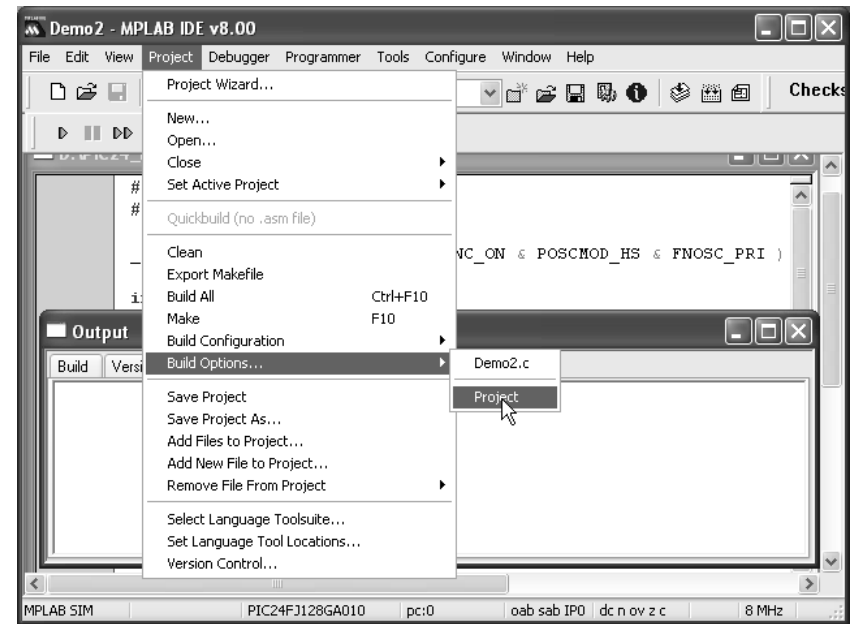 Demo2 - MPLAB IDE v8.00
File Edit View Project Debugger Programmer Tools Configure Window Help
Checks
Project Wizard...
New...
Open...
Close
Set Active Project
Quickbuild (no .asm file)
Clean
Export Makefile
Build All Ctrl+F10
Make F10
Build Configuration
Build Options...
Demo2.c
Project
Save Project
Save Project As...
Add Files to Project...
Add New File to Project...
Remove File From Project
Select Language Toolsuite...
Set Language Tool Locations...
Version Control...
#
#
_ NC_ON & POSCMOD_HS & FNOSC_PRI )
Output
Build Versi
MPLAB SIM PIC24FJ128GA010 pc:0 oab sab IP0 dc n ov z c 8 MHz